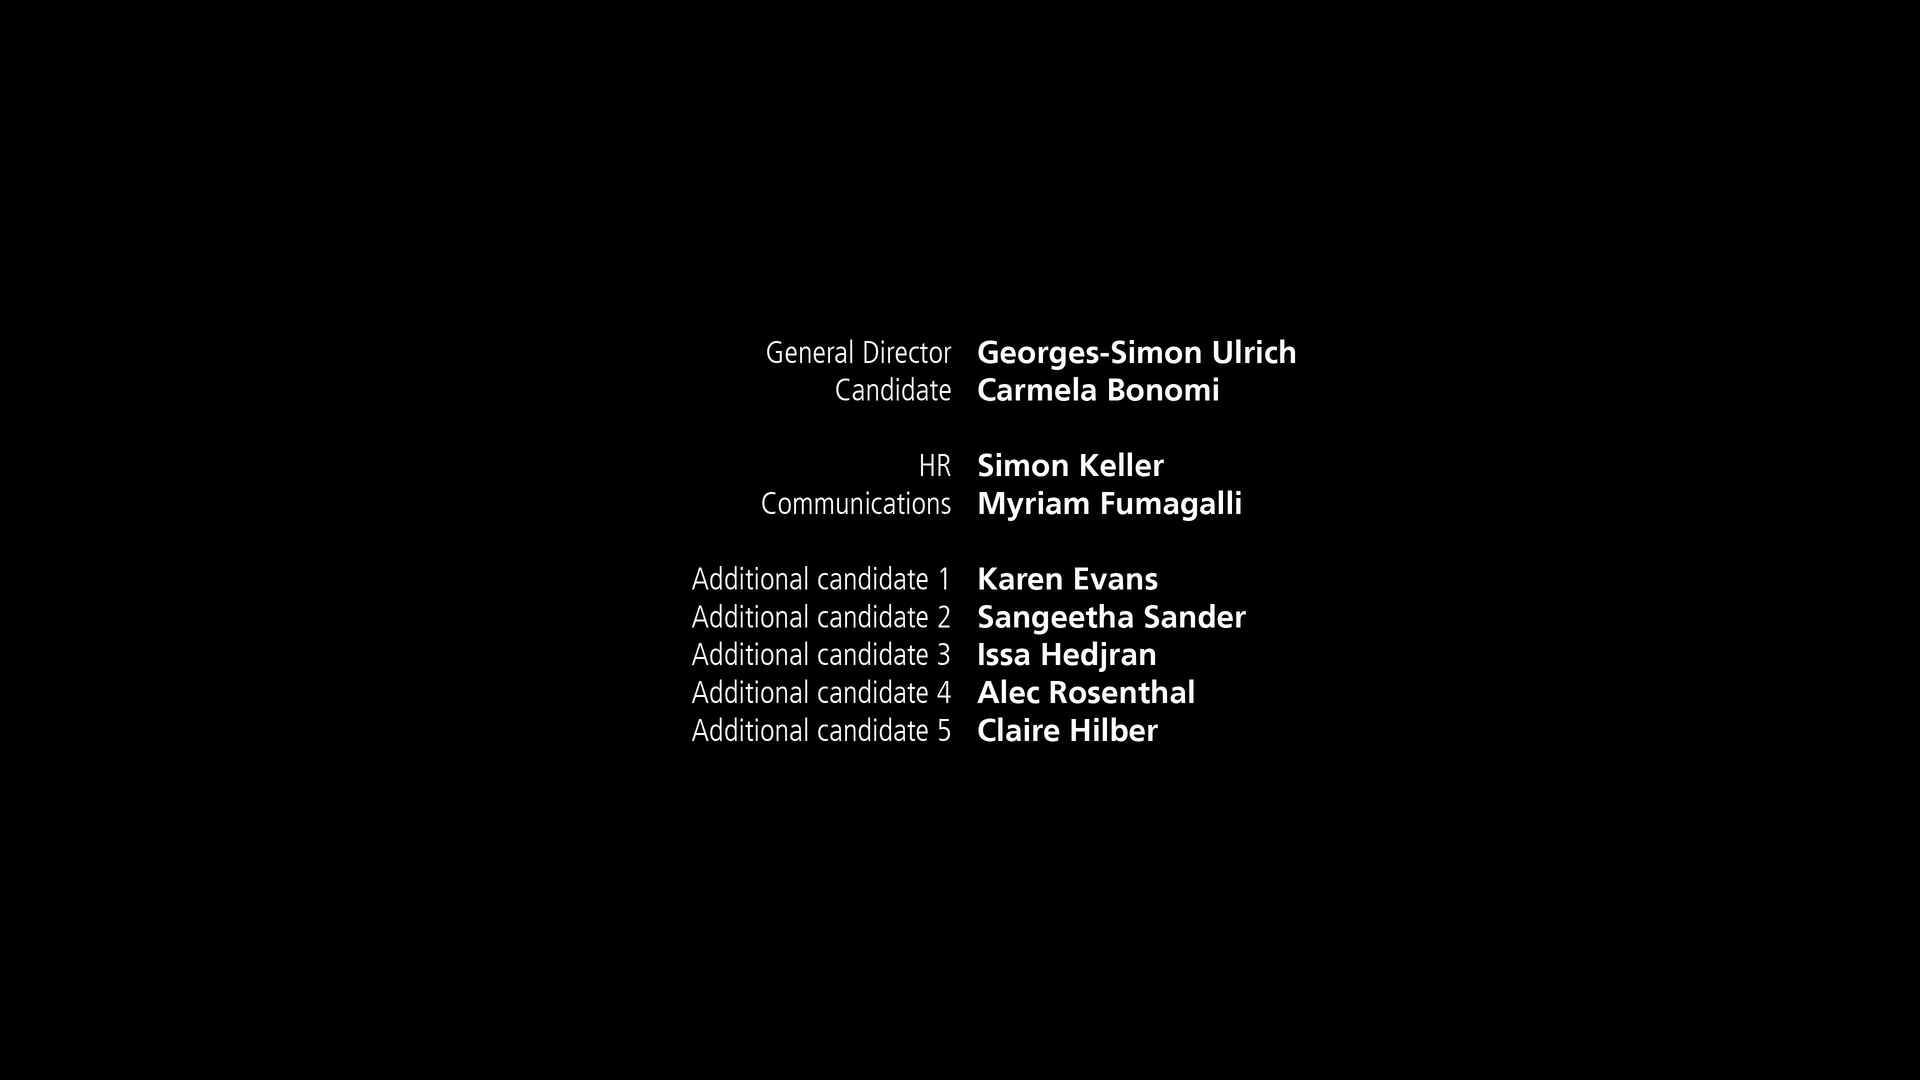 General Director Georges-Simon Ulrich
Candidate Carmela Bonomi
HR Simon Keller
Communications Myriam Fumagalli
Additional candidate 1 Karen Evans
Additional candidate 2 Sangeetha Sander
Additional candidate 3 Issa Hedjran
Additional candidate 4 Alec Rosenthal
Additional candidate 5 Claire Hilber